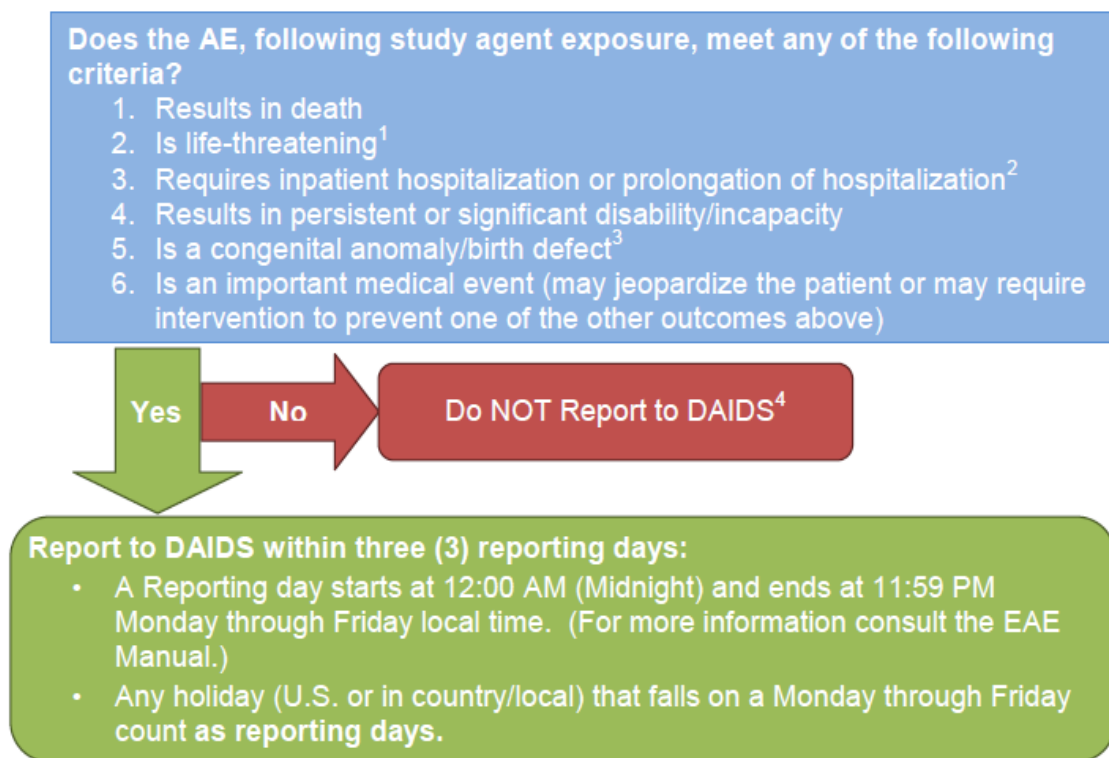 Does the AE, following study agent exposure, meet any of the following
criteria?
1. Results in death
2. Is life-threatening1
3. Requires inpatient hospitalization or prolongation of hospitalization2
4. Results in persistent or significant disability/incapacity
5. Is a congenital anomaly/birth defect3
6. Is an important medical event (may jeopardize the patient or may require
intervention to prevent one of the other outcomes above)
Yes
No
Do NOT Report to DAIDS4
Report to DAIDS within three (3) reporting days:
• A Reporting day starts at 12:00 AM (Midnight) and ends at 11:59 PM
Monday through Friday local time. (For more information consult the EAE
Manual.)
• Any holiday (U.S. or in country/local) that falls on a Monday through Friday
count as reporting days.